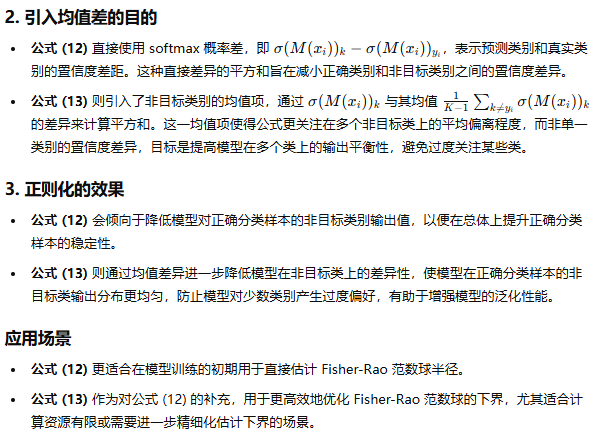 2. 引入均值差的目的
• 公式 (12) 直接使用 softmax 概率差，即 σ(M(x_i))_k − σ(M(x_i))_{y_i}，表示预测类别和真实类
别的置信度差距。这种直接差异的平方和旨在减小正确类别和非目标类别之间的置信度差异。
• 公式 (13) 则引入了非目标类别的均值项，通过 σ(M(x_i))_k 与其均值 \frac{1}{K-1} ∑_{k≠y_i} σ(M(x_i))_k
的差异来计算平方和。这一均值项使得公式更关注在多个非目标类上的平均偏离程度，而非单一
类别的置信度差异，目标是提高模型在多个类上的输出平衡性，避免过度关注某些类。
3. 正则化的效果
• 公式 (12) 会倾向于降低模型对正确分类样本的非目标类别输出值，以便在总体上提升正确分类
样本的稳定性。
• 公式 (13) 则通过均值差异进一步降低模型在非目标类上的差异性，使模型在正确分类样本的非
目标类输出分布更均匀，防止模型对少数类别产生过度偏好，有助于增强模型的泛化性能。
应用场景
• 公式 (12) 更适合在模型训练的初期用于直接估计 Fisher-Rao 范数球半径。
• 公式 (13) 作为对公式 (12) 的补充，用于更高效地优化 Fisher-Rao 范数球的下界，尤其适合计
算资源有限或需要进一步精细化估计下界的场景。